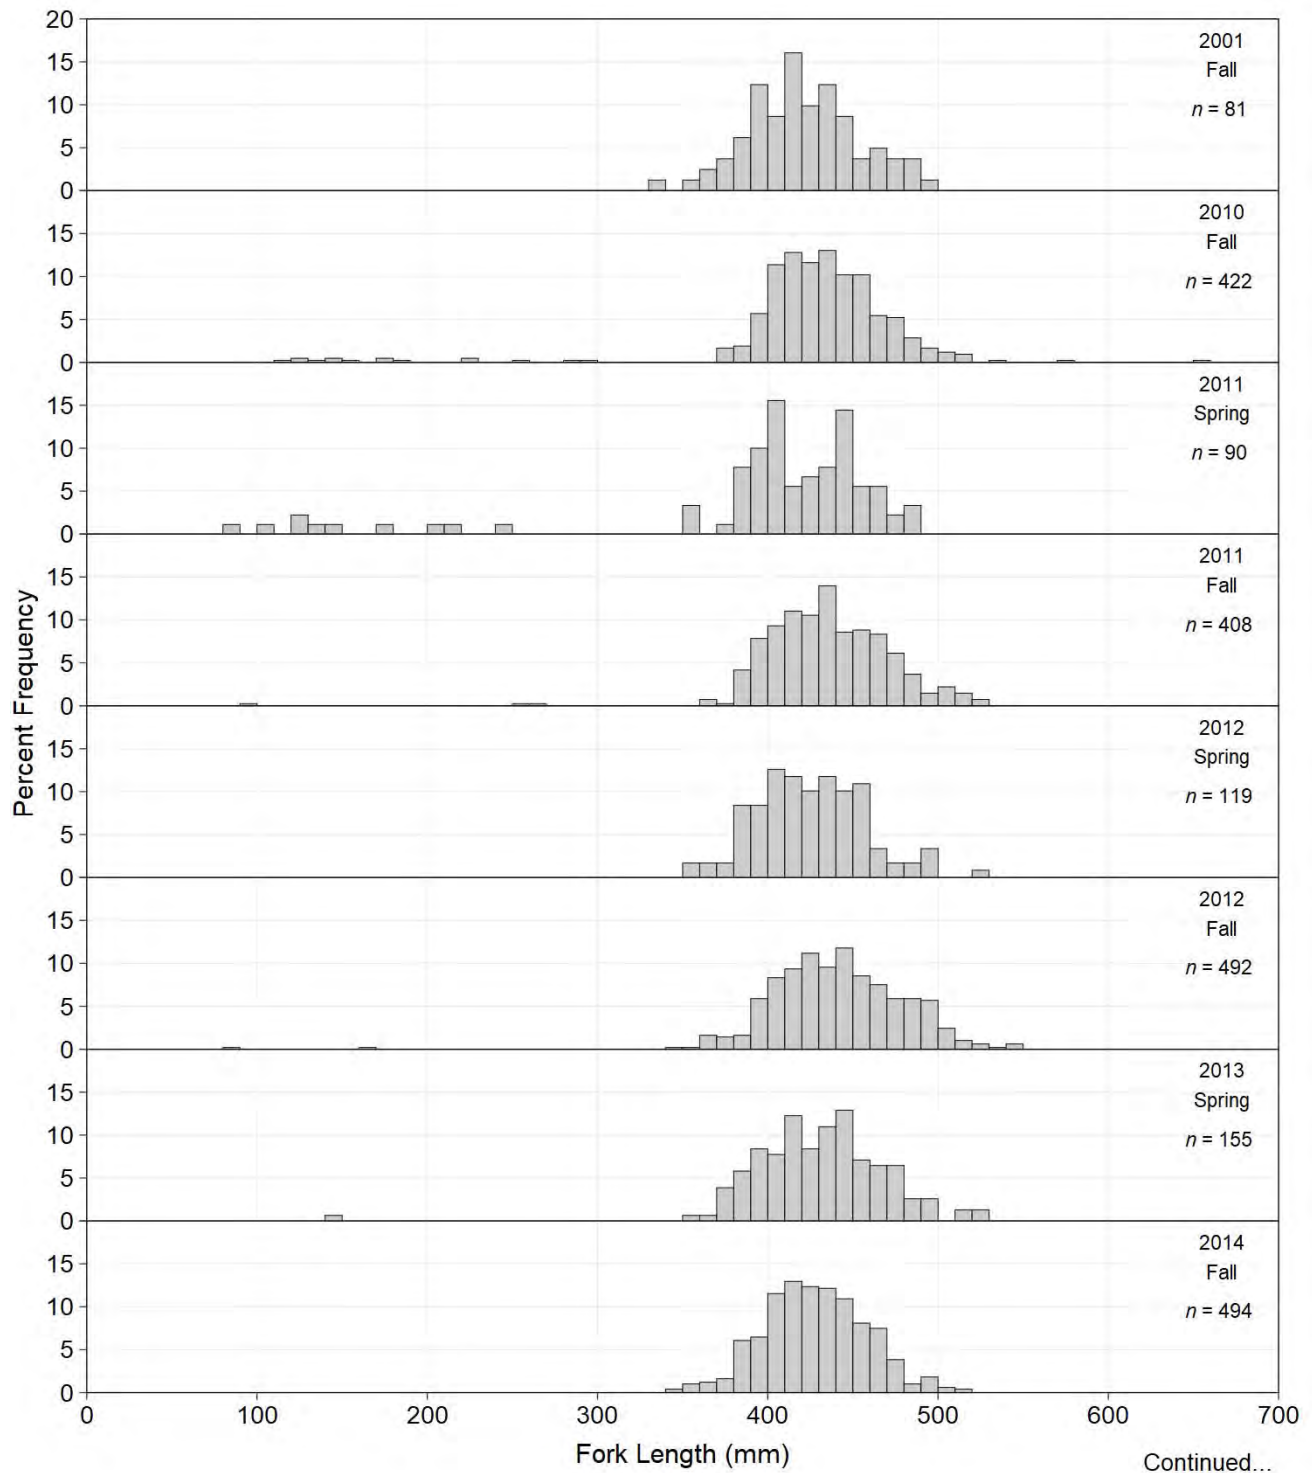 20
15
10
5
0
2001
Fall
n = 81
15
10
5
0
2010
Fall
n = 422
15
10
5
0
2011
Spring
n = 90
15
10
5
0
2011
Fall
n = 408
15
10
5
0
2012
Spring
n = 119
15
10
5
0
2012
Fall
n = 492
15
10
5
0
2013
Spring
n = 155
15
10
5
0
2014
Fall
n = 494
Percent Frequency
0 100 200 300 400 500 600 700
Fork Length (mm)
Continued...